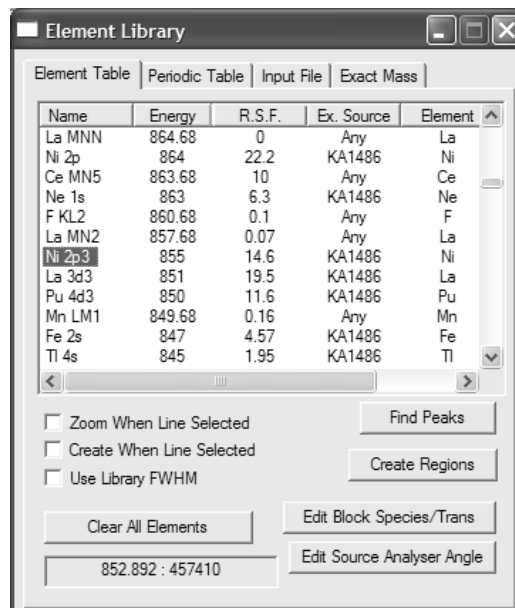 Element Library
Element Table Periodic Table Input File Exact Mass
Name Energy R.S.F. Ex. Source Element
La MNN 864.68 0 Any La
Ni 2p 864 22.2 KA1486 Ni
Ce MN5 863.68 10 Any Ce
Ne 1s 863 6.3 KA1486 Ne
F KL2 860.68 0.1 Any F
La MN2 857.68 0.07 Any La
Ni 2p3 855 14.6 KA1486 Ni
La 3d3 851 19.5 KA1486 La
Pu 4d3 850 11.6 KA1486 Pu
Mn LM1 849.68 0.16 Any Mn
Fe 2s 847 4.57 KA1486 Fe
Tl 4s 845 1.95 KA1486 Tl
Zoom When Line Selected
Find Peaks
Create When Line Selected
Create Regions
Use Library FWHM
Clear All Elements
Edit Block Species/Trans
852.892 : 457410
Edit Source Analyser Angle